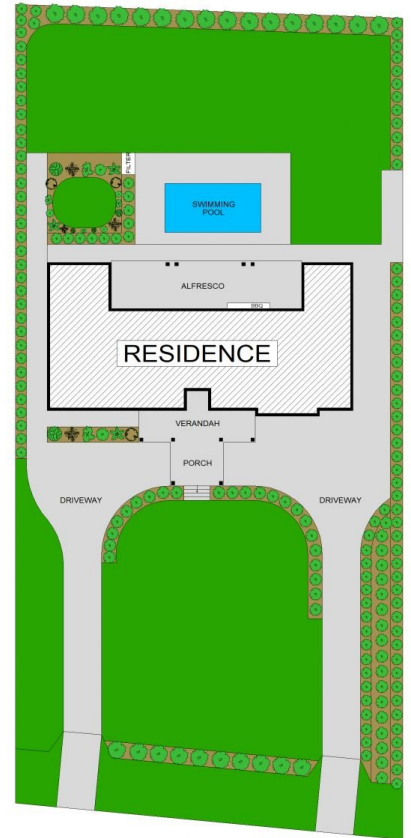 FILTER
SWIMMING
POOL
ALFRESCO
BBQ
RESIDENCE
VERANDAH
PORCH
DRIVEWAY
DRIVEWAY